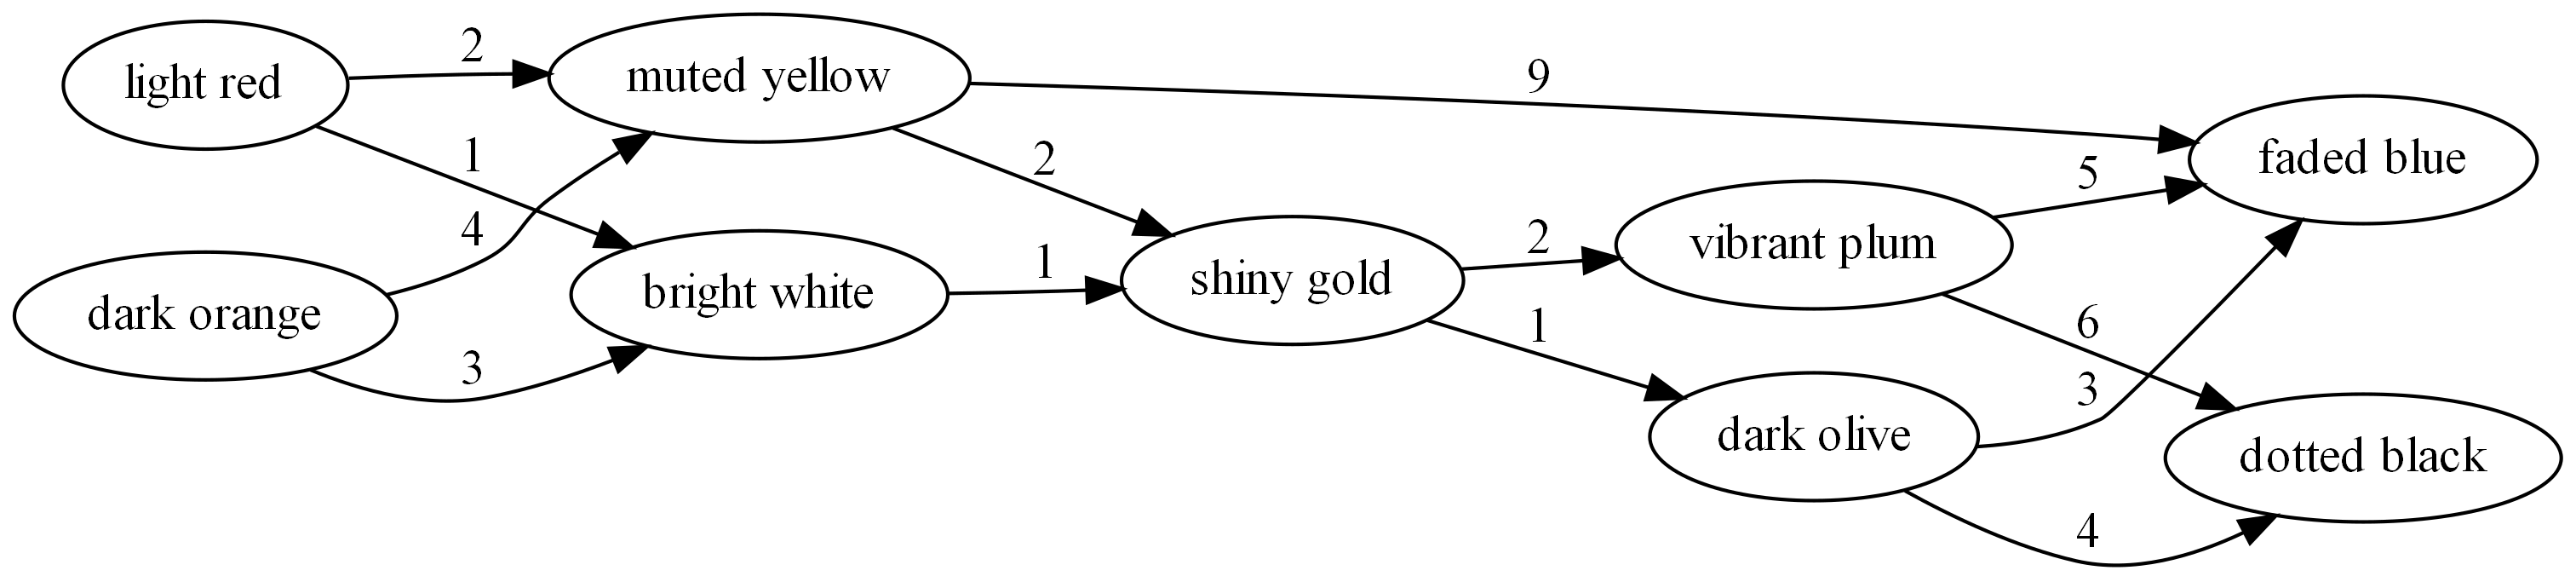 light red
2
muted yellow
9
faded blue
1
2
5
4
dark orange
bright white
1
shiny gold
2
vibrant plum
3
1
6
dark olive
3
dotted black
4